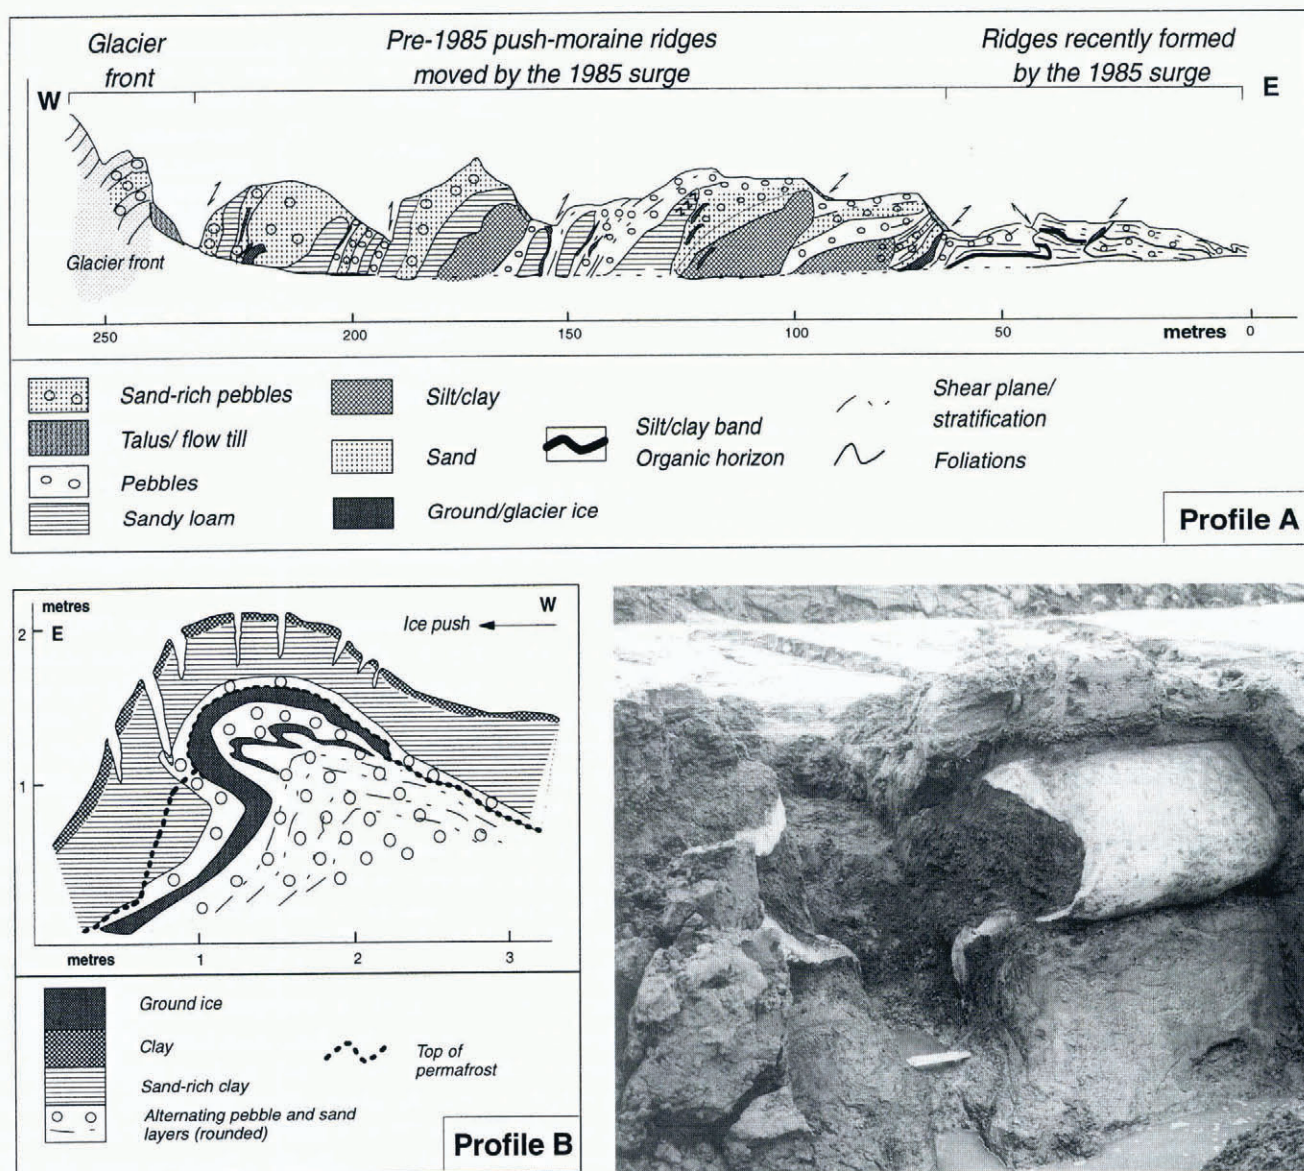 Glacier
front
Pre-1985 push-moraine ridges
moved by the 1985 surge
Ridges recently formed
by the 1985 surge
W
E
Glacier front
250
200
150
100
50
metres
0
Sand-rich pebbles
Talus/ flow till
Pebbles
Sandy loam
Silt/clay
Sand
Ground/glacier ice
Silt/clay band
Organic horizon
Shear plane/
stratification
Foliations
Profile A
metres
2
E
W
Ice push
1
metres
1
2
3
Ground ice
Clay
Sand-rich clay
Alternating pebble and sand
layers (rounded)
Top of
permafrost
Profile B